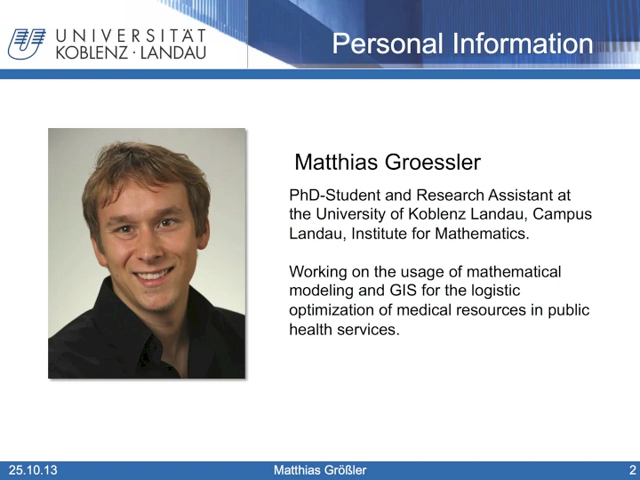 UNIVERSITÄT
KOBLENZ · LANDAU
Personal Information
Matthias Groessler
PhD-Student and Research Assistant at
the University of Koblenz Landau, Campus
Landau, Institute for Mathematics.
Working on the usage of mathematical
modeling and GIS for the logistic
optimization of medical resources in public
health services.
25.10.13
Matthias Größler
2